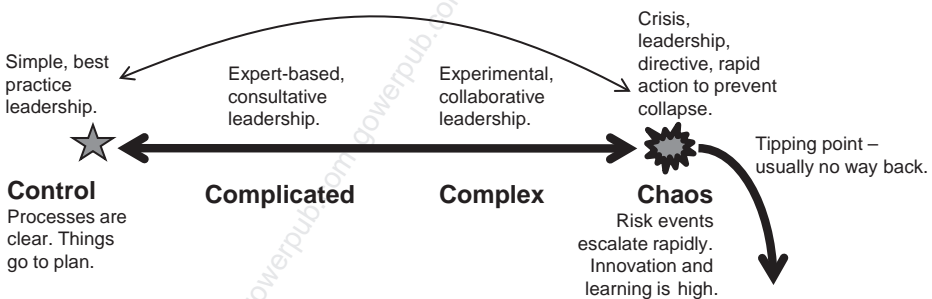 Simple, best
practice
leadership.
Expert-based,
consultative
leadership.
Experimental,
collaborative
leadership.
Crisis,
leadership,
directive, rapid
action to prevent
collapse.
Tipping point –
usually no way back.
Control
Processes are
clear. Things
go to plan.
Complicated
Complex
Chaos
Risk events
escalate rapidly.
Innovation and
learning is high.